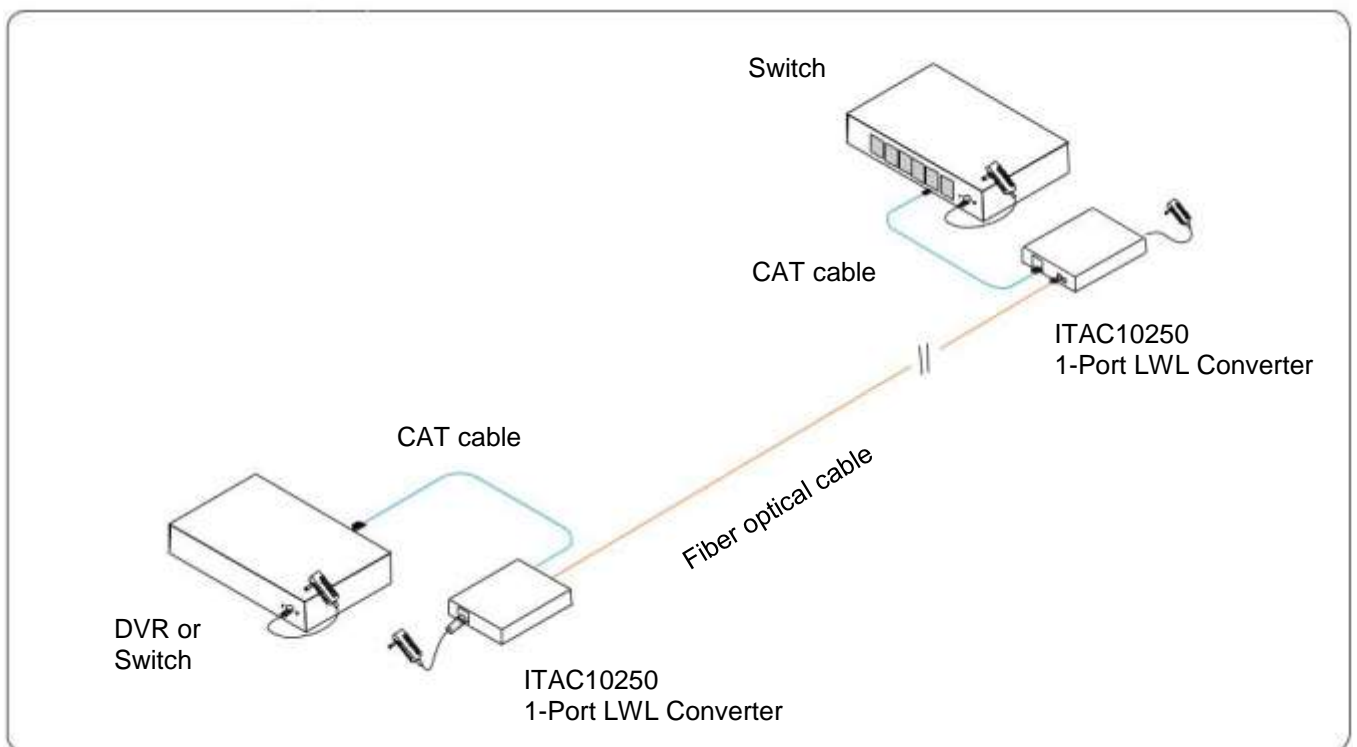 Switch
CAT cable
ITAC10250
1-Port LWL Converter
CAT cable
Fiber optical cable
DVR or
Switch
ITAC10250
1-Port LWL Converter